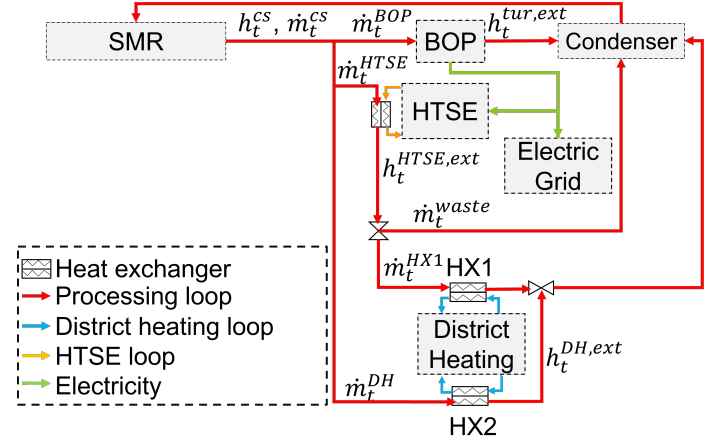 SMR
h_t^{cs}, ṁ_t^{cs}
ṁ_t^{BOP}
BOP
h_t^{tur,ext}
Condenser
ṁ_t^{HTSE}
HTSE
h_t^{HTSE,ext}
Electric
Grid
ṁ_t^{waste}
ṁ_t^{HX1}
HX1
District
Heating
h_t^{DH,ext}
ṁ_t^{DH}
HX2
Heat exchanger
Processing loop
District heating loop
HTSE loop
Electricity